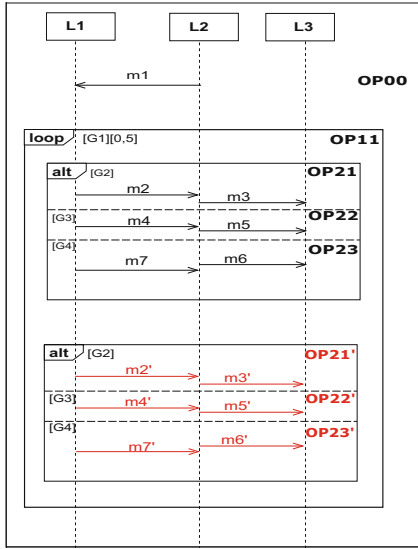 L1 L2 L3
m1
OP00
loop [G1][0,5] OP11
alt [G2] OP21
m2 m3
[G3] m4 m5 OP22
[G4] OP23
m7 m6
alt [G2] OP21'
m2' m3'
[G3] m4' m5' OP22'
[G4] OP23'
m7' m6'